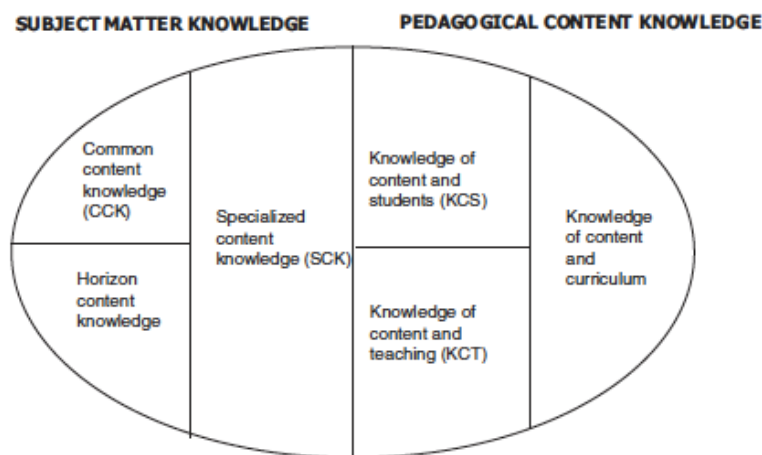 SUBJECT MATTER KNOWLEDGE
PEDAGOGICAL CONTENT KNOWLEDGE
Common
content
knowledge
(CCK)
Horizon
content
knowledge
Specialized
content
knowledge (SCK)
Knowledge of
content and
students (KCS)
Knowledge of
content and
teaching (KCT)
Knowledge
of content
and
curriculum